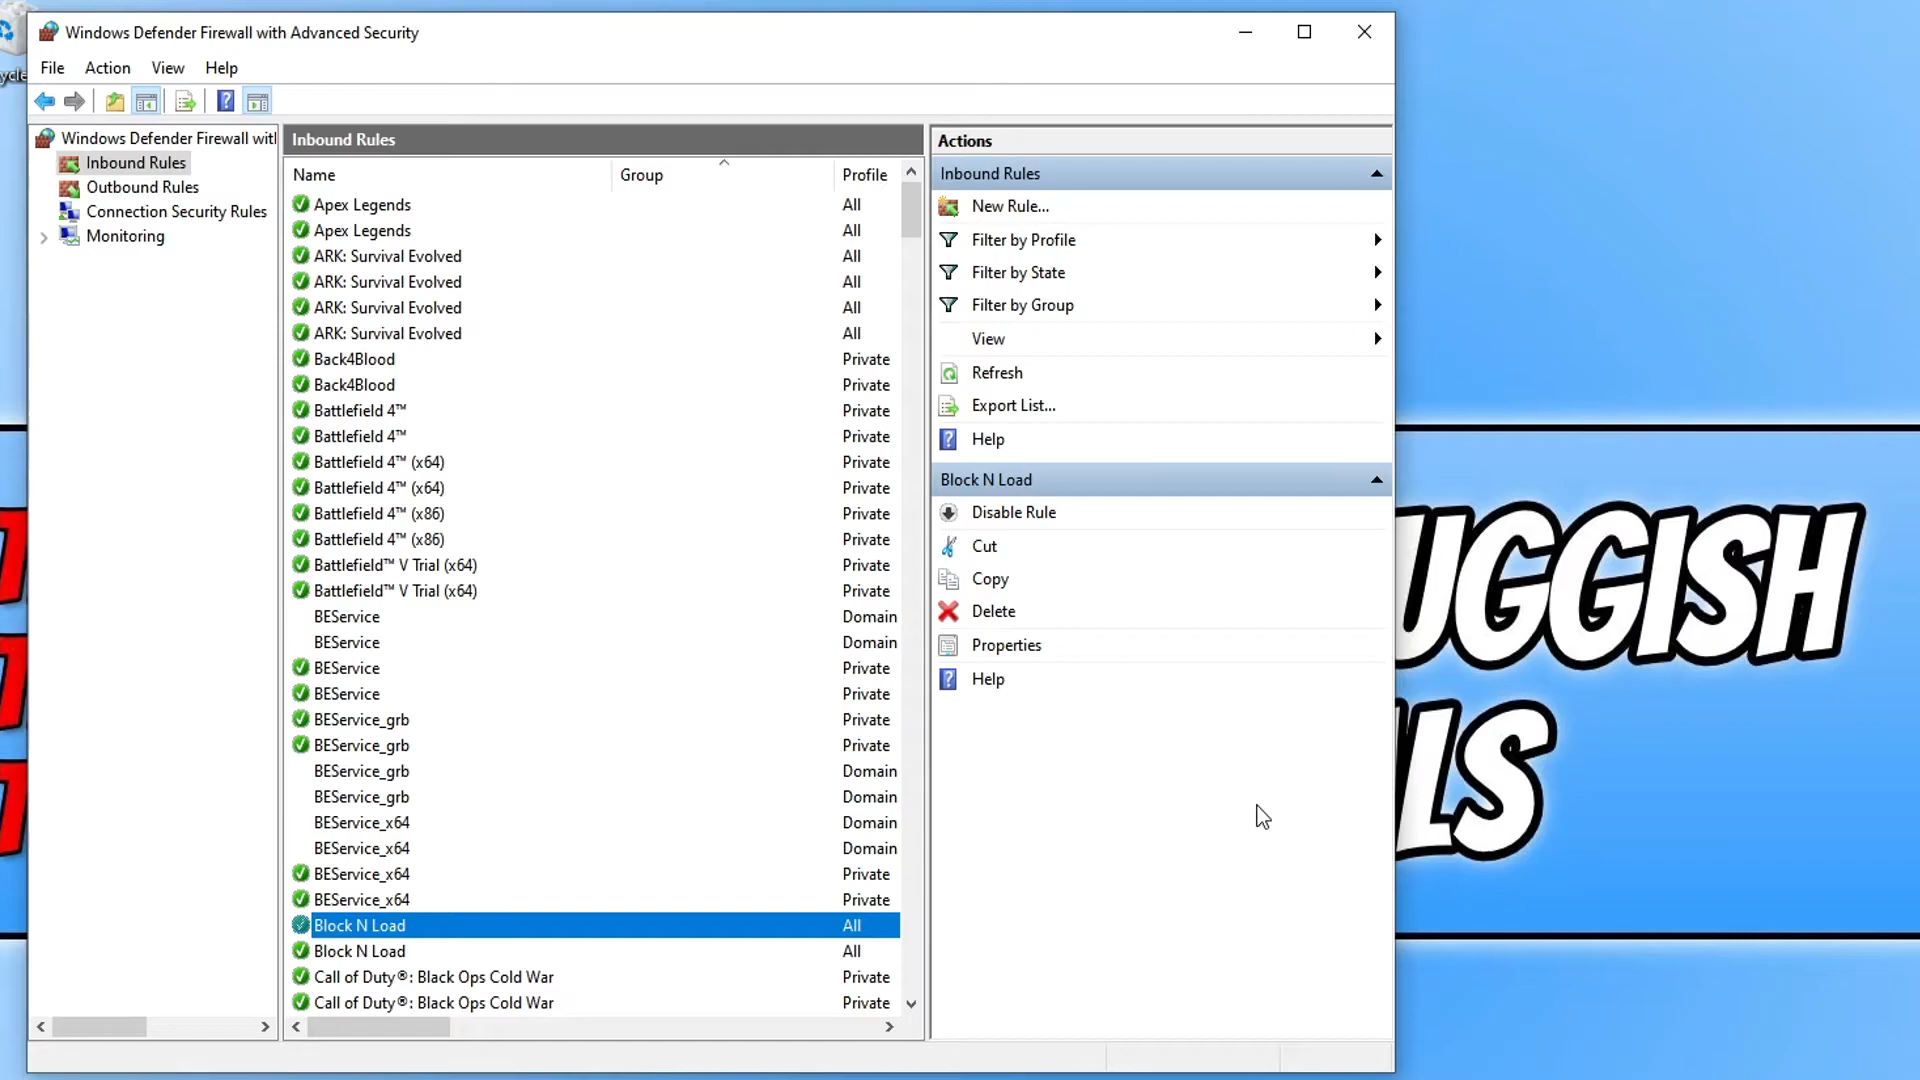 Windows Defender Firewall with Advanced Security
File Action View Help
Windows Defender Firewall wit
Inbound Rules
Outbound Rules
Connection Security Rules
Monitoring
Inbound Rules
Name Group Profile
Apex Legends All
Apex Legends All
ARK: Survival Evolved All
ARK: Survival Evolved All
ARK: Survival Evolved All
ARK: Survival Evolved All
Back4Blood Private
Back4Blood Private
Battlefield 4™ Private
Battlefield 4™ Private
Battlefield 4™ (x64) Private
Battlefield 4™ (x64) Private
Battlefield 4™ (x86) Private
Battlefield 4™ (x86) Private
Battlefield™ V Trial (x64) Private
Battlefield™ V Trial (x64) Private
BEService Domain
BEService Domain
BEService Private
BEService Private
BEService_grb Private
BEService_grb Private
BEService_grb Domain
BEService_grb Domain
BEService_x64 Domain
BEService_x64 Domain
BEService_x64 Private
BEService_x64 Private
Block N Load All
Block N Load All
Call of Duty®: Black Ops Cold War Private
Call of Duty®: Black Ops Cold War Private
Actions
Inbound Rules
New Rule...
Filter by Profile
Filter by State
Filter by Group
View
Refresh
Export List...
Help
Block N Load
Disable Rule
Cut
Copy
Delete
Properties
Help
UGGISH
LS